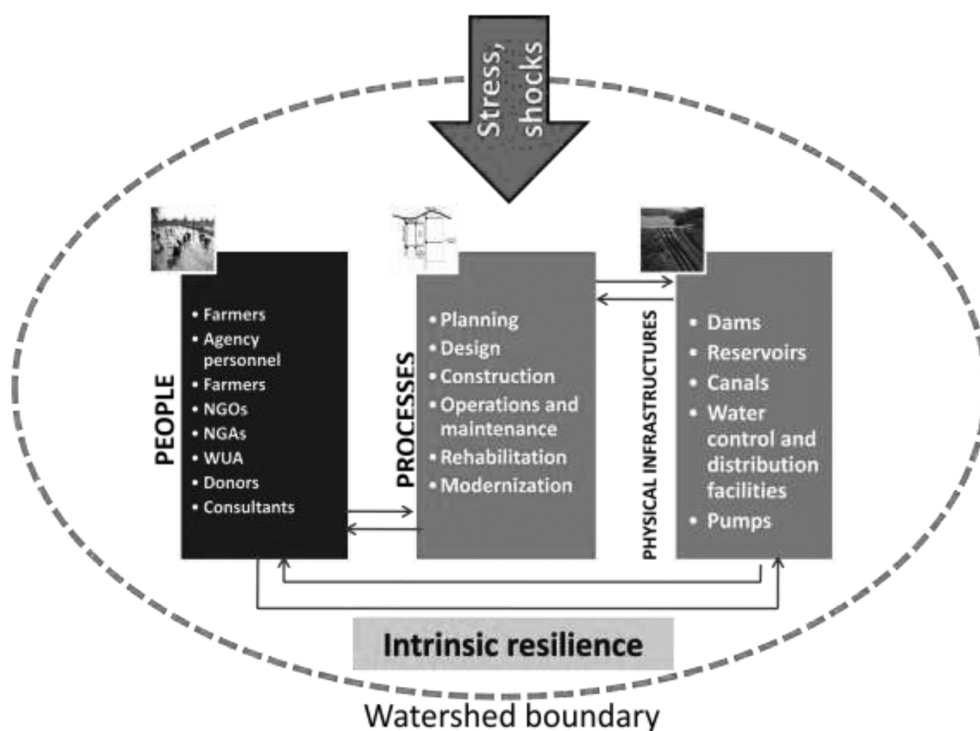 Stress,
shocks
PEOPLE
• Farmers
• Agency
personnel
• Farmers
• NGOs
• NGAs
• WUA
• Donors
• Consultants
PROCESSES
• Planning
• Design
• Construction
• Operations and
maintenance
• Rehabilitation
• Modernization
PHYSICAL INFRASTRUCTURES
• Dams
• Reservoirs
• Canals
• Water
control and
distribution
facilities
• Pumps
Intrinsic resilience
Watershed boundary